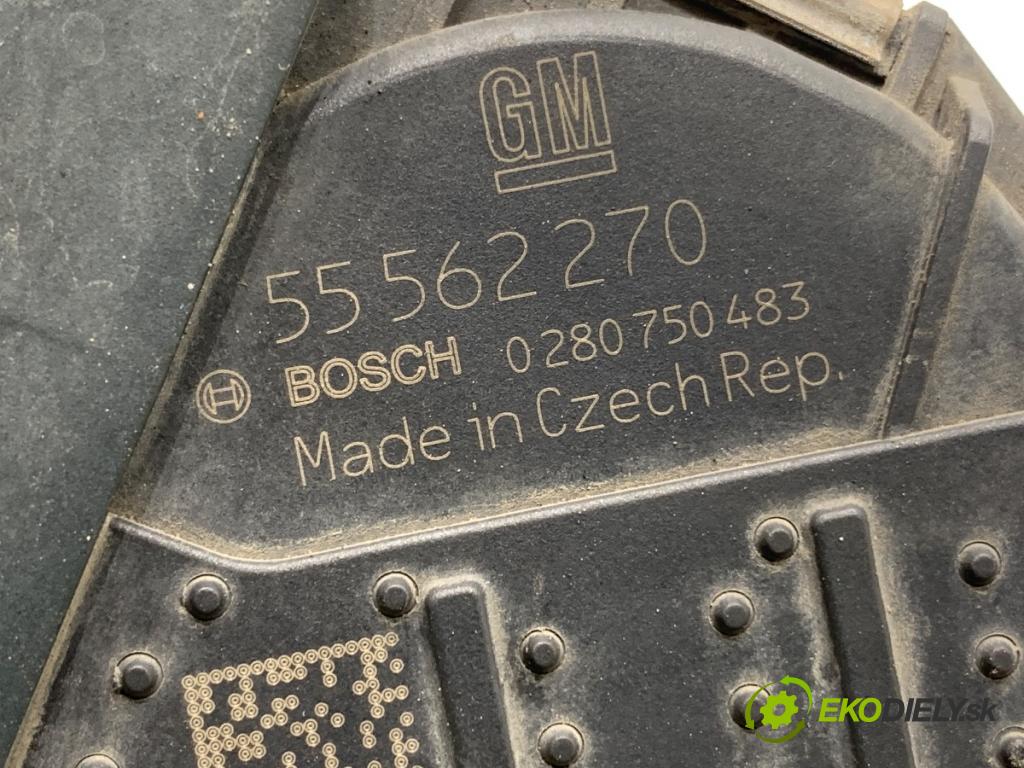 GM
55 562 270
BOSCH 0 280 750 483
Made in Czech Rep.
EKODIELY.sk